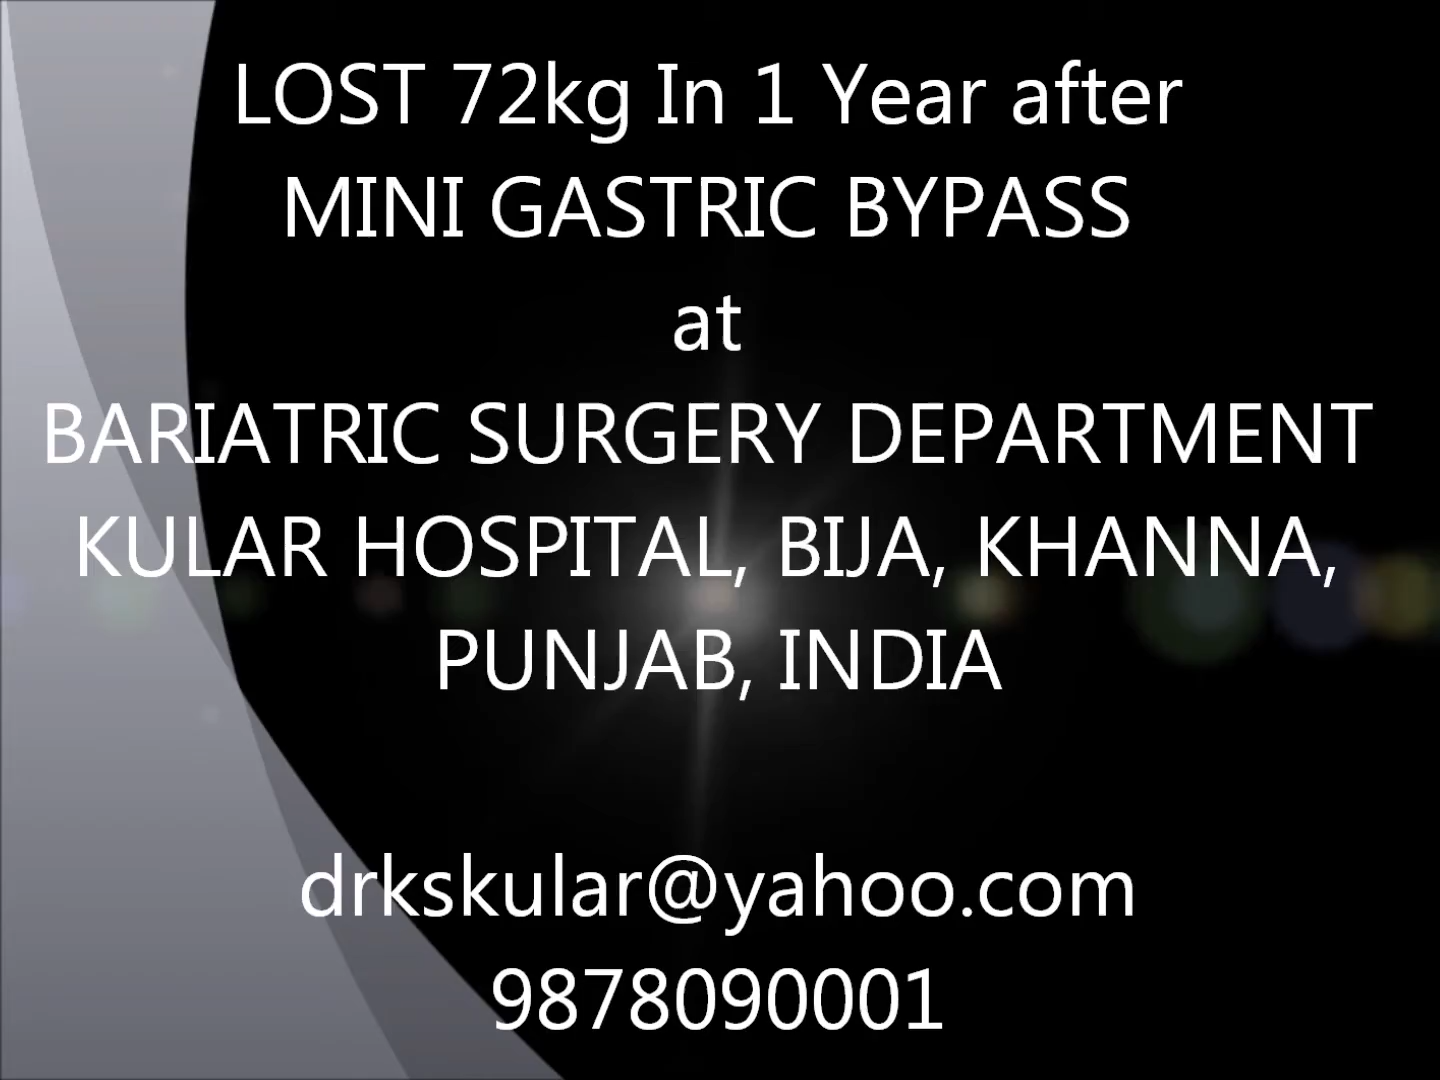 LOST 72kg In 1 Year after
MINI GASTRIC BYPASS
at
BARIATRIC SURGERY DEPARTMENT
KULAR HOSPITAL, BIJA, KHANNA,
PUNJAB, INDIA
drkskular@yahoo.com
9878090001